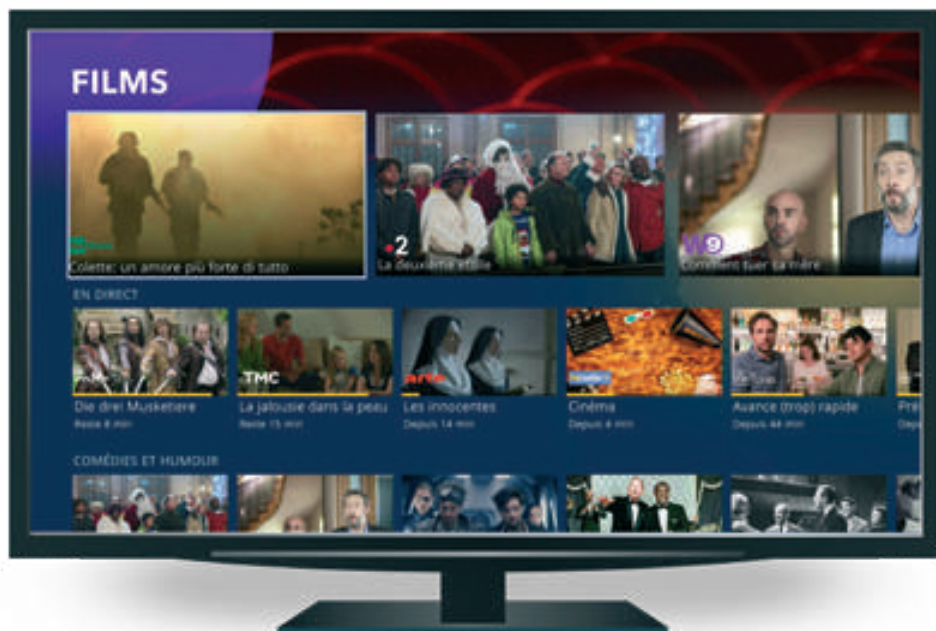 FILMS
Colette: un amore più forte di tutto
2
La deuxième étoile
W9
Comment tuer sa mère
EN DIRECT
TMC
arte
Die drei Musketiere
La jalousie dans la peau
Les innocentes
Cinéma
Avance (trop) rapide
Reste 8 min
Reste 15 min
Depuis 14 min
Depuis 4 min
Depuis 44 min
COMÉDIES ET HUMOUR